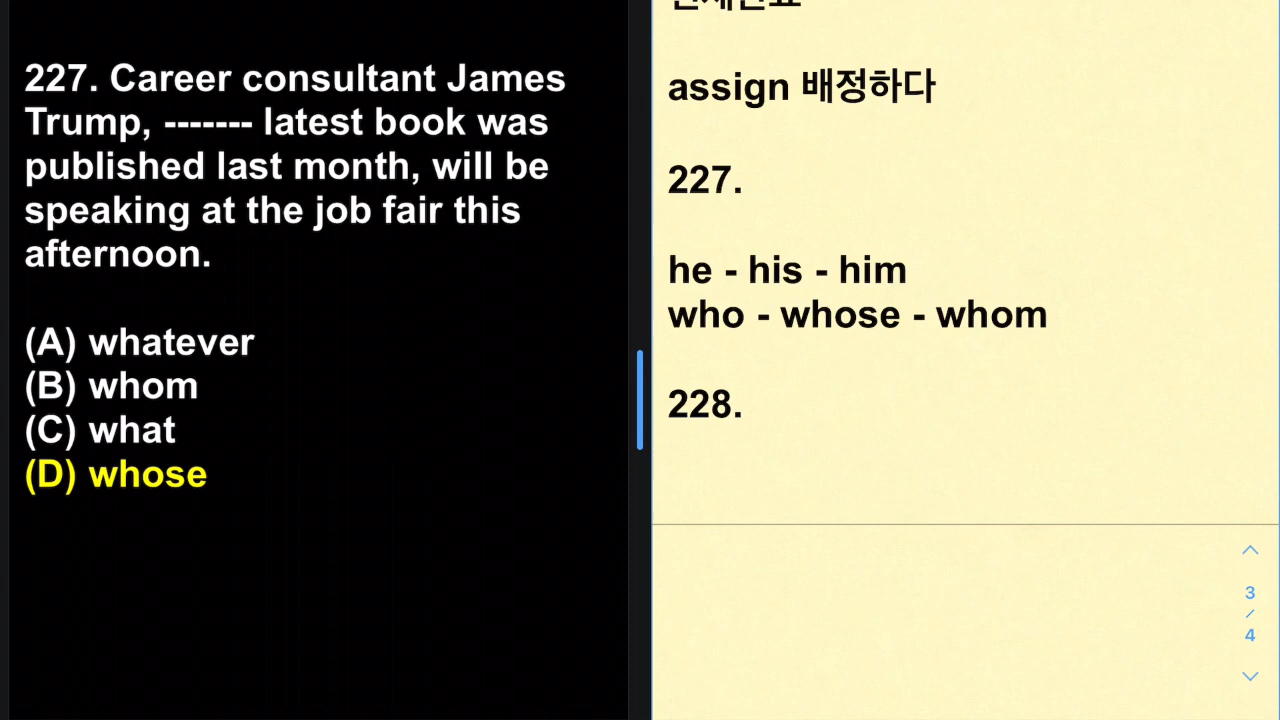 227. Career consultant James
Trump, ------- latest book was
published last month, will be
speaking at the job fair this
afternoon.
(A) whatever
(B) whom
(C) what
(D) whose
assign 배정하다
227.
he - his - him
who - whose - whom
228.
3
/
4